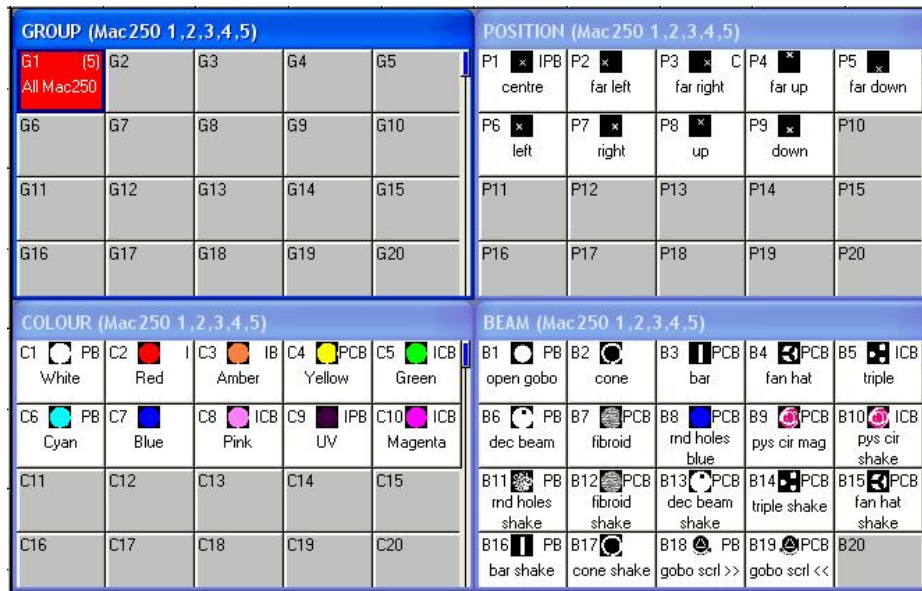 GROUP (Mac250 1,2,3,4,5)
G1 (5) G2 G3 G4 G5
All Mac250
G6 G7 G8 G9 G10
G11 G12 G13 G14 G15
G16 G17 G18 G19 G20
POSITION (Mac250 1,2,3,4,5)
P1 IPB P2 P3 C P4 P5
centre far left far right far up far down
P6 P7 P8 P9 P10
left right up down
P11 P12 P13 P14 P15
P16 P17 P18 P19 P20
COLOUR (Mac250 1,2,3,4,5)
C1 PB C2 I C3 IB C4 PCB C5 ICB
White Red Amber Yellow Green
C6 PB C7 C8 ICB C9 IPB C10 ICB
Cyan Blue Pink UV Magenta
C11 C12 C13 C14 C15
C16 C17 C18 C19 C20
BEAM (Mac250 1,2,3,4,5)
B1 PB B2 B3 PCB B4 PCB B5 ICB
open gobo cone bar fan hat triple
B6 PB B7 PCB B8 PCB B9 PCB B10 ICB
dec beam fibroid rnd holes pys cir mag pys cir
blue shake
B11 PB B12 PCB B13 PCB B14 PCB B15 PCB
rnd holes fibroid dec beam triple shake fan hat
shake shake shake shake
B16 PB B17 B18 PB B19 PCB B20
bar shake cone shake gobo scrl >> gobo scrl <<